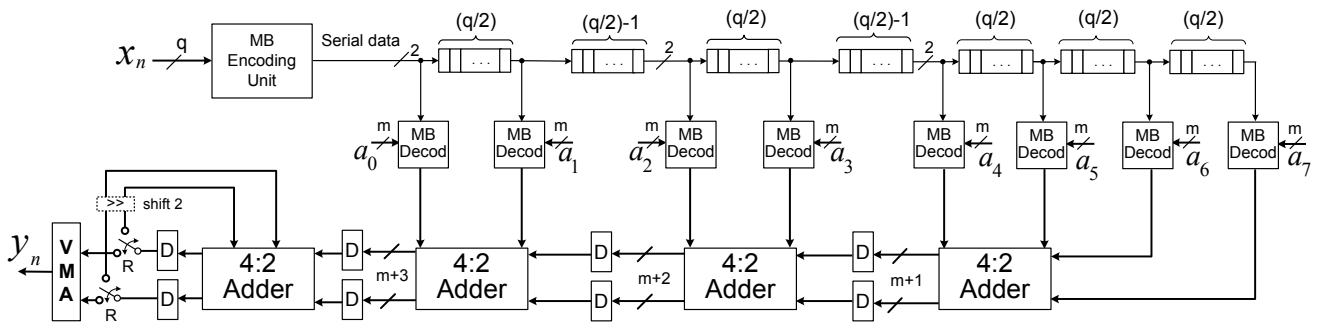 (q/2)
(q/2)-1
(q/2)
(q/2)-1
(q/2)
(q/2)
(q/2)
x_n
q
MB Encoding Unit
Serial data
2
...
...
2
...
...
2
...
...
...
MB Decod
m
a_0
MB Decod
m
a_1
MB Decod
m
a_2
MB Decod
m
a_3
MB Decod
m
a_4
MB Decod
m
a_5
MB Decod
m
a_6
MB Decod
m
a_7
>>
shift 2
y_n
VMA
R
R
D
D
4:2 Adder
D
D
m+3
4:2 Adder
D
D
m+2
4:2 Adder
D
D
m+1
4:2 Adder